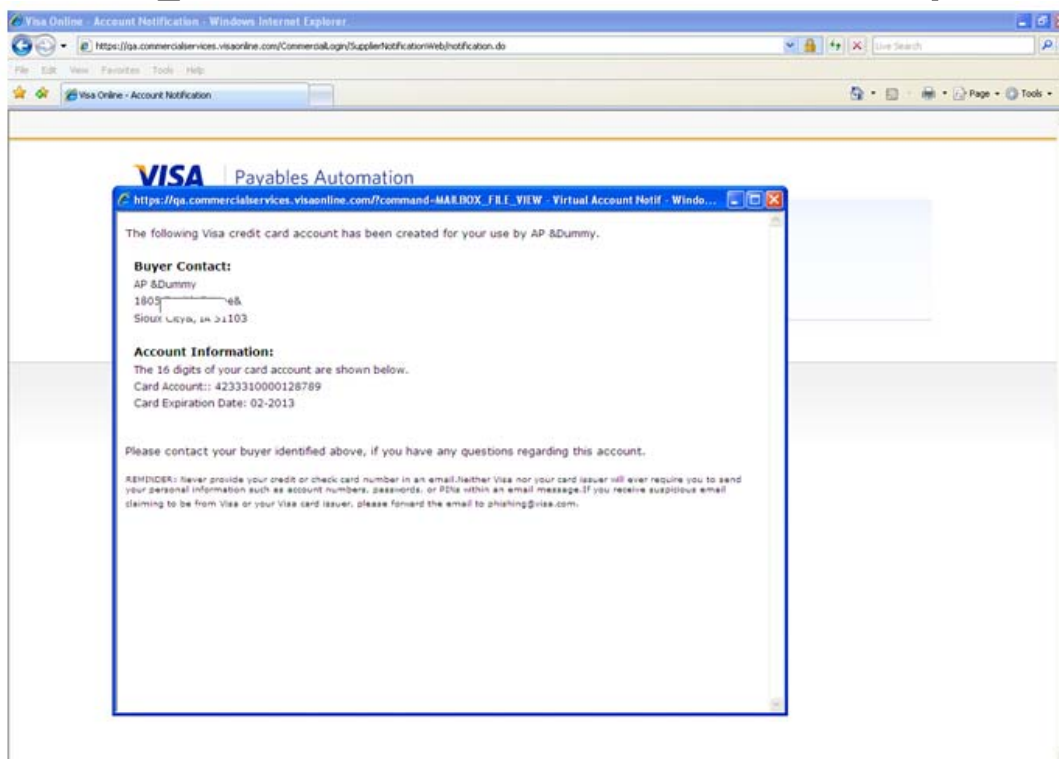 Visa Online - Account Notification - Windows Internet Explorer
https://qa.commercialservices.visaonline.com/CommercialLogin/SupplierNotificationWeb/notification.do
Live Search
File Edit View Favorites Tools Help
Visa Online - Account Notification
Page Tools
VISA Payables Automation
https://qa.commercialservices.visaonline.com/?command=MAILBOX_FILE_VIEW - Virtual Account Notif - Windo...
The following Visa credit card account has been created for your use by AP &Dummy.
Buyer Contact:
AP &Dummy
1805
Sioux 51103
Account Information:
The 16 digits of your card account are shown below.
Card Account:: 4233310000128789
Card Expiration Date: 02-2013
Please contact your buyer identified above, if you have any questions regarding this account.
REMINDER: Never provide your credit or check card number in an email.Neither Visa nor your card issuer will ever require you to send
your personal information such as account numbers, passwords, or PINs within an email message.If you receive suspicious email
claiming to be from Visa or your Visa card issuer, please forward the email to phishing@visa.com.